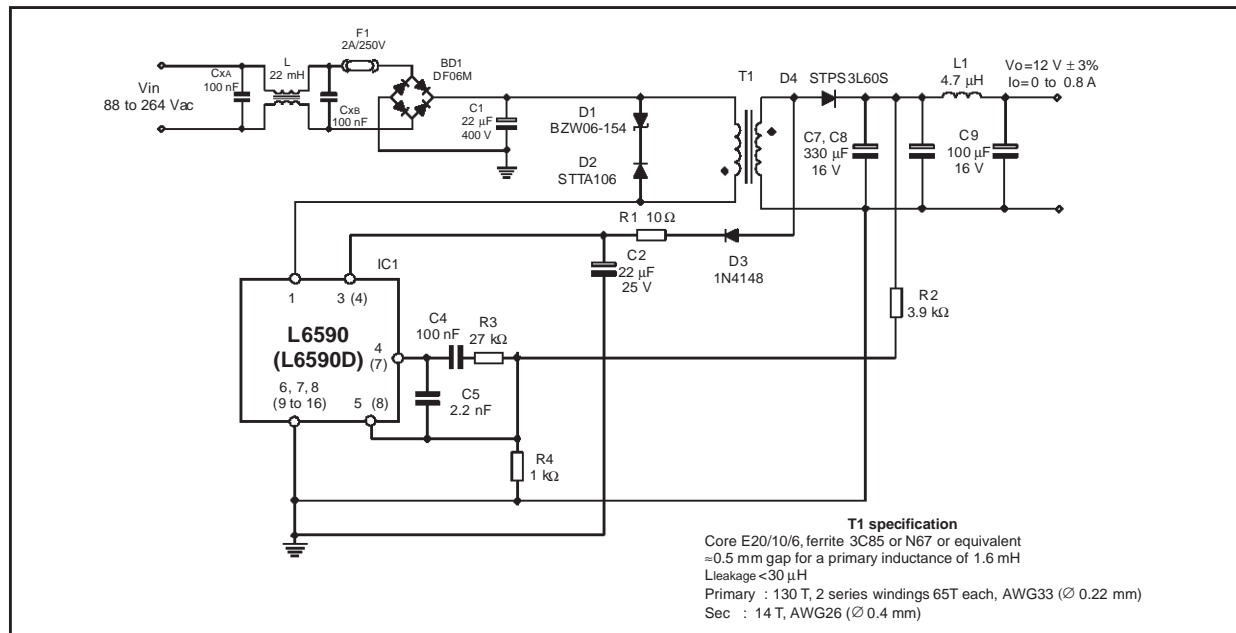 F1
2A/250V
L
22 mH
CxA
100 nF
BD1
DF06M
Vin
88 to 264 Vac
CxB
100 nF
C1
22 μF
400 V
D1
BZW06-154
D2
STTA106
T1
D4 STPS3L60S
L1
4.7 μH
Vo=12 V ± 3%
Io=0 to 0.8 A
C7, C8
330 μF
16 V
C9
100 μF
16 V
R1 10Ω
D3
1N4148
C2
22 μF
25 V
R2
3.9 kΩ
IC1
1
3 (4)
L6590
(L6590D)
4
(7)
6, 7, 8
(9 to 16)
5 (8)
C4
100 nF
R3
27 kΩ
C5
2.2 nF
R4
1 kΩ
T1 specification
Core E20/10/6, ferrite 3C85 or N67 or equivalent
≈0.5 mm gap for a primary inductance of 1.6 mH
Lleakage <30 μH
Primary : 130 T, 2 series windings 65T each, AWG33 (∅ 0.22 mm)
Sec : 14 T, AWG26 (∅ 0.4 mm)